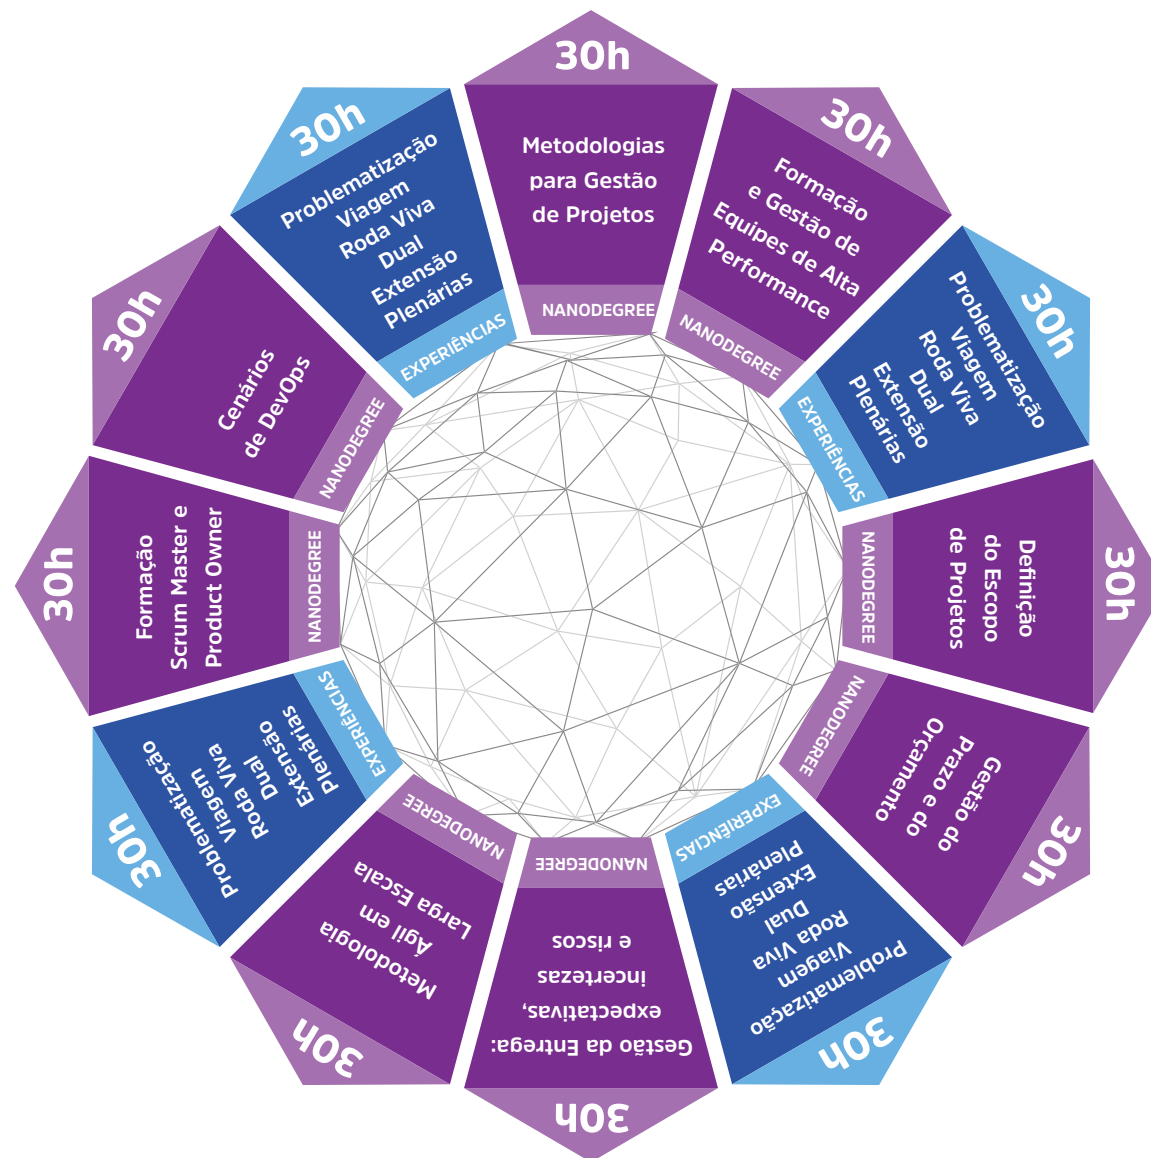 30h
Metodologias
para Gestão
de Projetos
NANODEGREE
30h
Formação
e Gestão de
Equipes de Alta
Performance
NANODEGREE
30h
Problematização
Viagem
Roda Viva
Dual
Extensão
Plenárias
EXPERIÊNCIAS
30h
Definição
do Escopo
de Projetos
NANODEGREE
30h
Gestão do
Prazo e do
Orçamento
NANODEGREE
30h
Problematização
Viagem
Roda Viva
Dual
Extensão
Plenárias
EXPERIÊNCIAS
30h
Gestão da Entrega:
expectativas,
incertezas
e riscos
NANODEGREE
30h
Metodologia
Ágil em
Larga Escala
NANODEGREE
30h
Problematização
Viagem
Roda Viva
Dual
Extensão
Plenárias
EXPERIÊNCIAS
30h
Formação
Scrum Master e
Product Owner
NANODEGREE
30h
Cenários
de DevOps
NANODEGREE
30h
Problematização
Viagem
Roda Viva
Dual
Extensão
Plenárias
EXPERIÊNCIAS